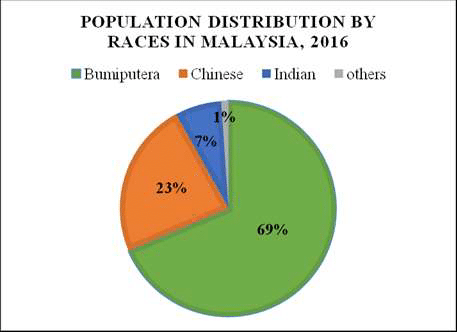 POPULATION DISTRIBUTION BY
RACES IN MALAYSIA, 2016
Bumiputera Chinese Indian others
1%
7%
23%
69%